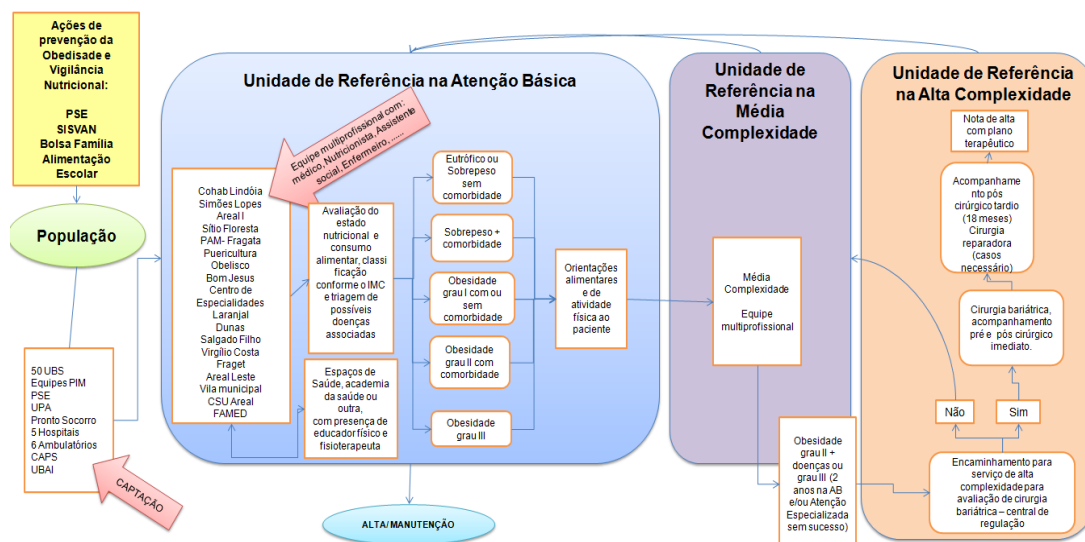 Ações de
prevenção da
Obedisade e
Vigilância
Nutricional:
PSE
SISVAN
Bolsa Família
Alimentação
Escolar
População
50 UBS
Equipes PIM
PSE
UPA
Pronto Socorro
5 Hospitais
6 Ambulatórios
CAPS
UBAI
CAPTAÇÃO
Unidade de Referência na Atenção Básica
Equipe multiprofissional com:
médico, Nutricionista, Assistente
social, Enfermeiro, ......
Cohab Lindóia
Simões Lopes
Areal I
Sítio Floresta
PAM- Fragata
Puericultura
Obelisco
Bom Jesus
Centro de
Especialidades
Laranjal
Dunas
Salgado Filho
Virgílio Costa
Fraget
Areal Leste
Vila municipal
CSU Areal
FAMED
Avaliação do
estado
nutricional e
consumo
alimentar, classi
ficação
conforme o IMC
e triagem de
possíveis
doenças
associadas
Espaços de
Saúde, academia
da saúde ou
outra,
com presença de
educador físico e
fisioterapeuta
Eutrófico ou
Sobrepeso
sem
comorbidade
Sobrepeso +
comorbidade
Obesidade
grau I com ou
sem
comorbidade
Obesidade
grau II com
comorbidade
Obesidade
grau III
Orientações
alimentares
e de
atividade
física ao
paciente
ALTA/MANUTENÇÃO
Unidade de
Referência na
Média
Complexidade
Média
Complexidade
Equipe
multiprofissional
Obesidade
grau II +
doenças ou
grau III (2
anos na AB
e/ou Atenção
Especializada
sem sucesso)
Unidade de Referência
na Alta Complexidade
Nota de alta
com plano
terapêutico
Acompanhame
nto pós
cirúrgico tardio
(18 meses)
Cirurgia
reparadora
(casos
necessário)
Cirurgia bariátrica,
acompanhamento
pré e pós cirúrgico
imediato.
Não
Sim
Encaminhamento para
serviço de alta
complexidade para
avaliação de cirurgia
bariátrica – central de
regulação